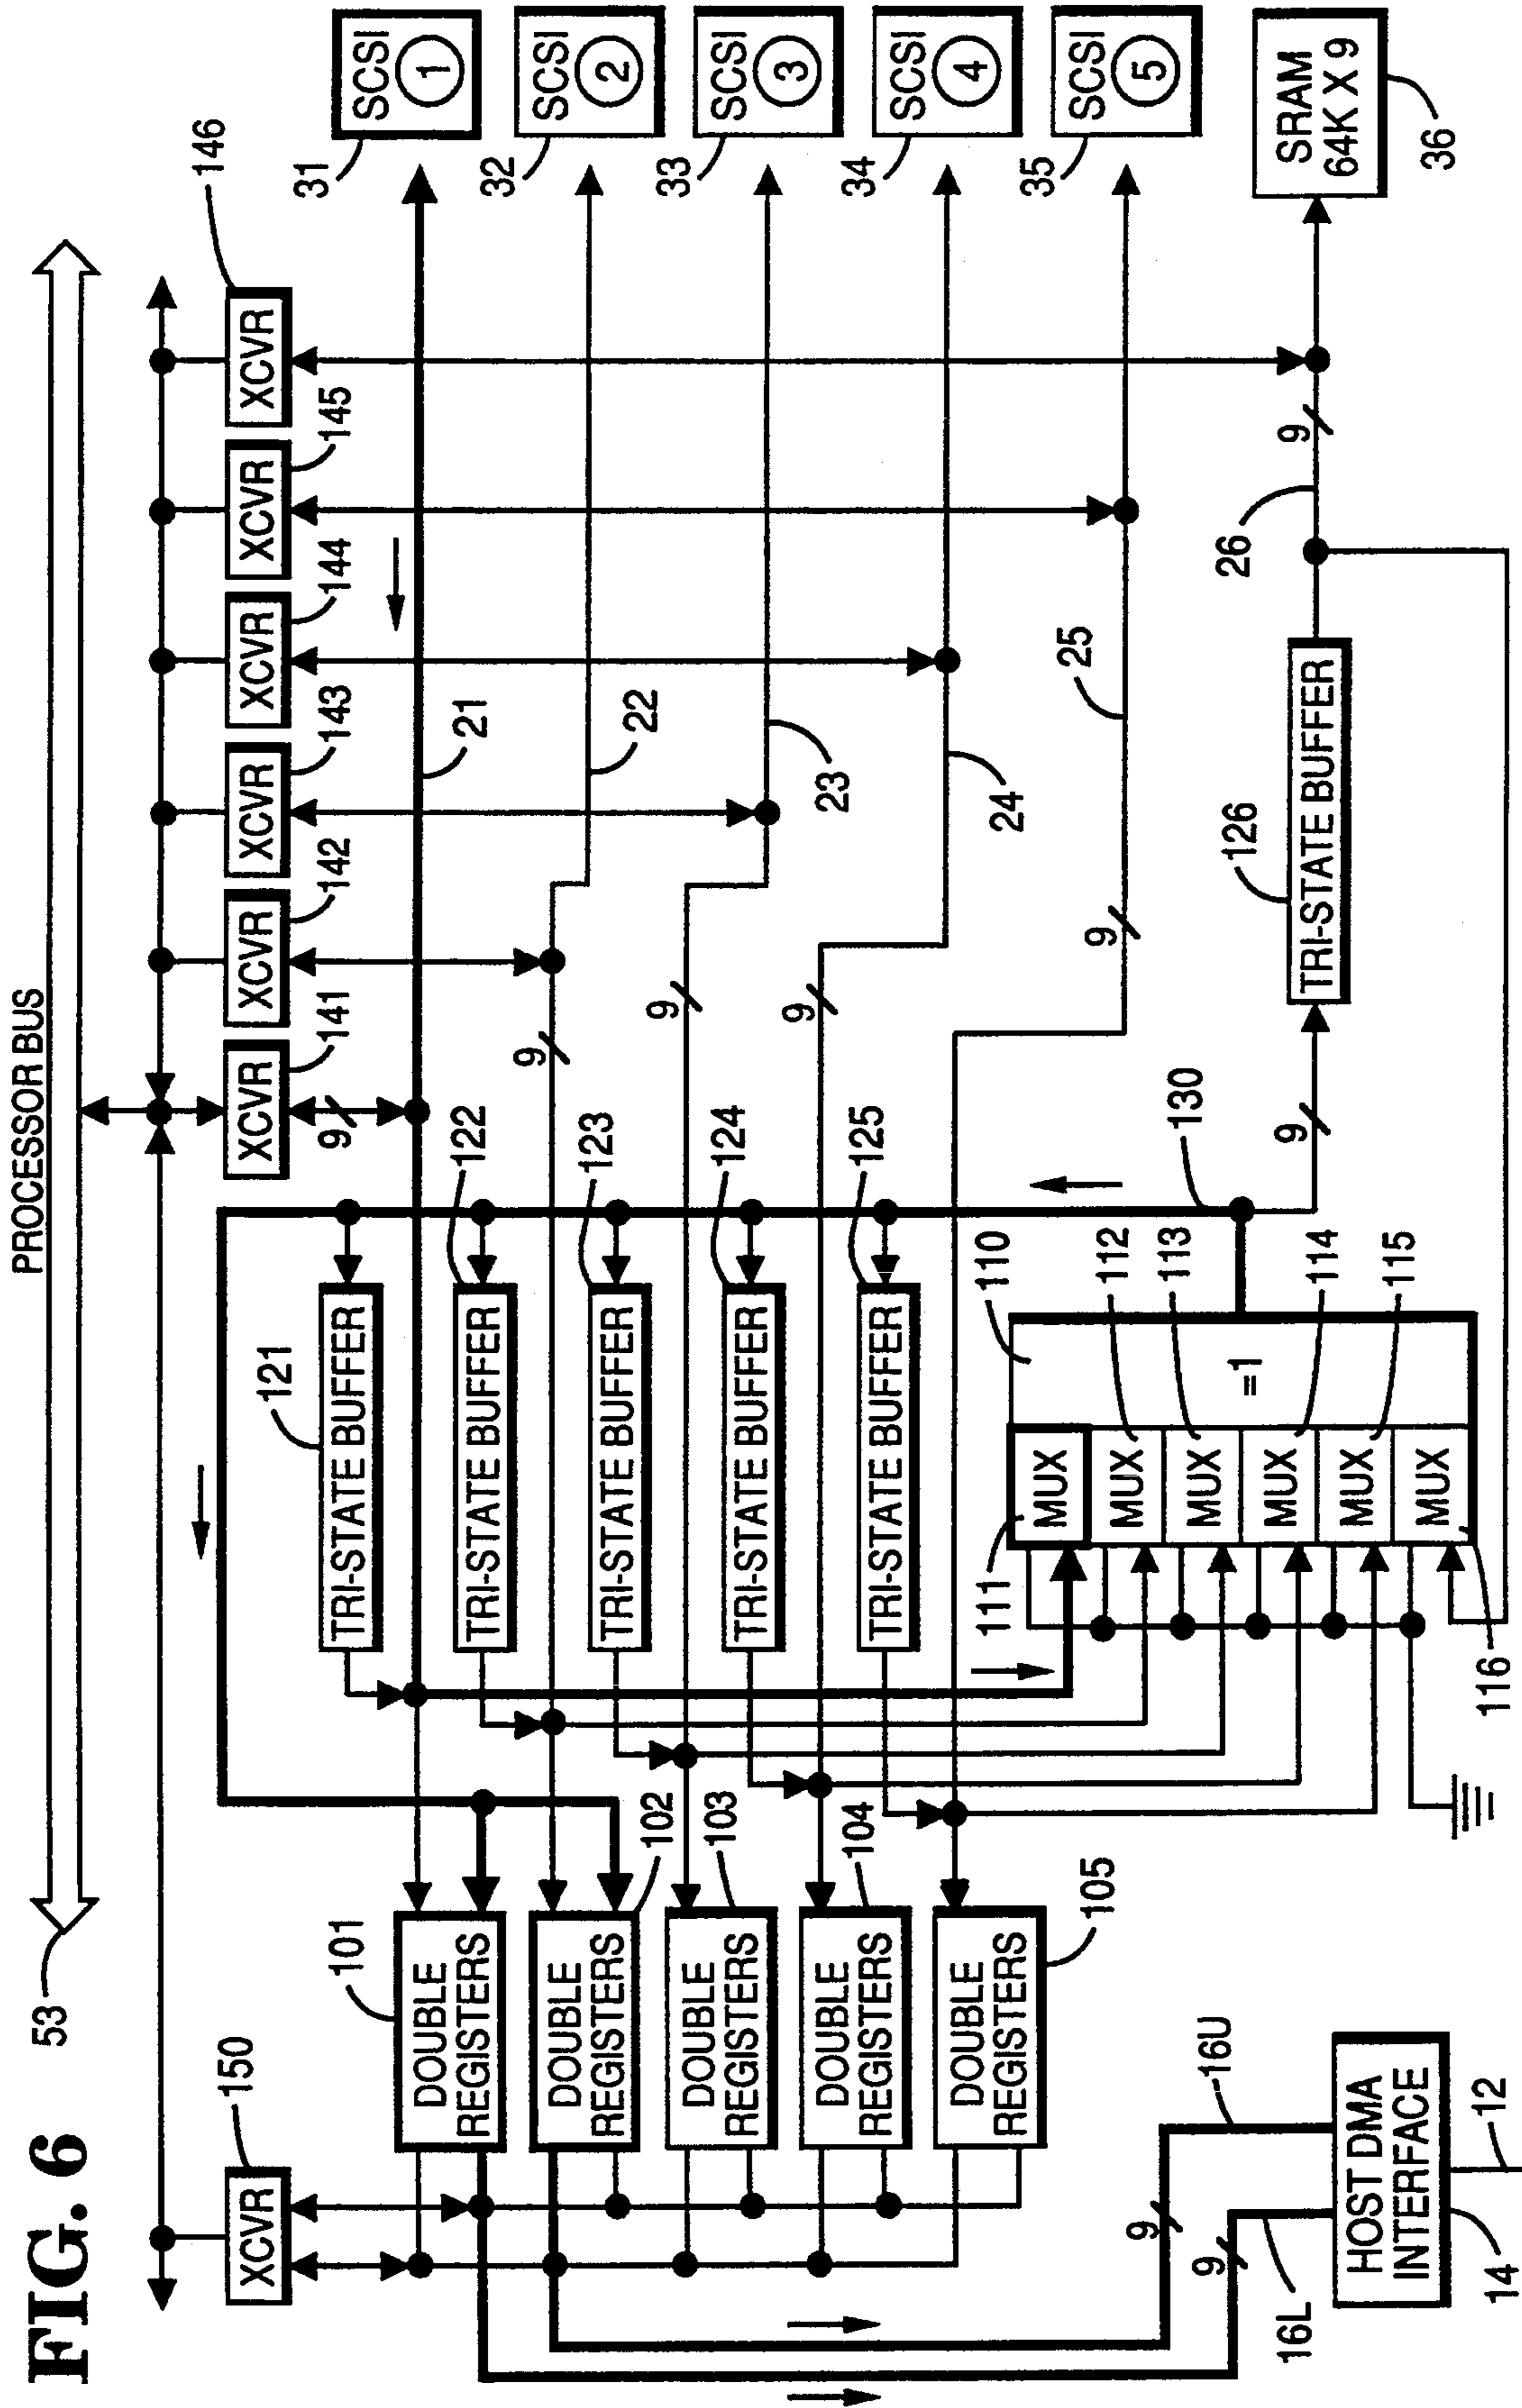 FIG. 6
53
PROCESSOR BUS
150
XCVR
XCVR
141
XCVR
142
XCVR
143
XCVR
144
XCVR
145
XCVR
146
9
101
DOUBLE
REGISTERS
121
TRI-STATE BUFFER
21
31
SCSI
1
102
DOUBLE
REGISTERS
122
TRI-STATE BUFFER
9
22
32
SCSI
2
103
DOUBLE
REGISTERS
123
TRI-STATE BUFFER
9
23
33
SCSI
3
104
DOUBLE
REGISTERS
124
TRI-STATE BUFFER
9
24
34
SCSI
4
105
DOUBLE
REGISTERS
125
TRI-STATE BUFFER
9
25
35
SCSI
5
111
MUX
MUX
MUX
MUX
MUX
MUX
=1
110
112
113
114
115
116
130
9
126
TRI-STATE BUFFER
26
9
SRAM
64K X 9
36
9
16U
9
16L
HOST DMA
INTERFACE
14
12